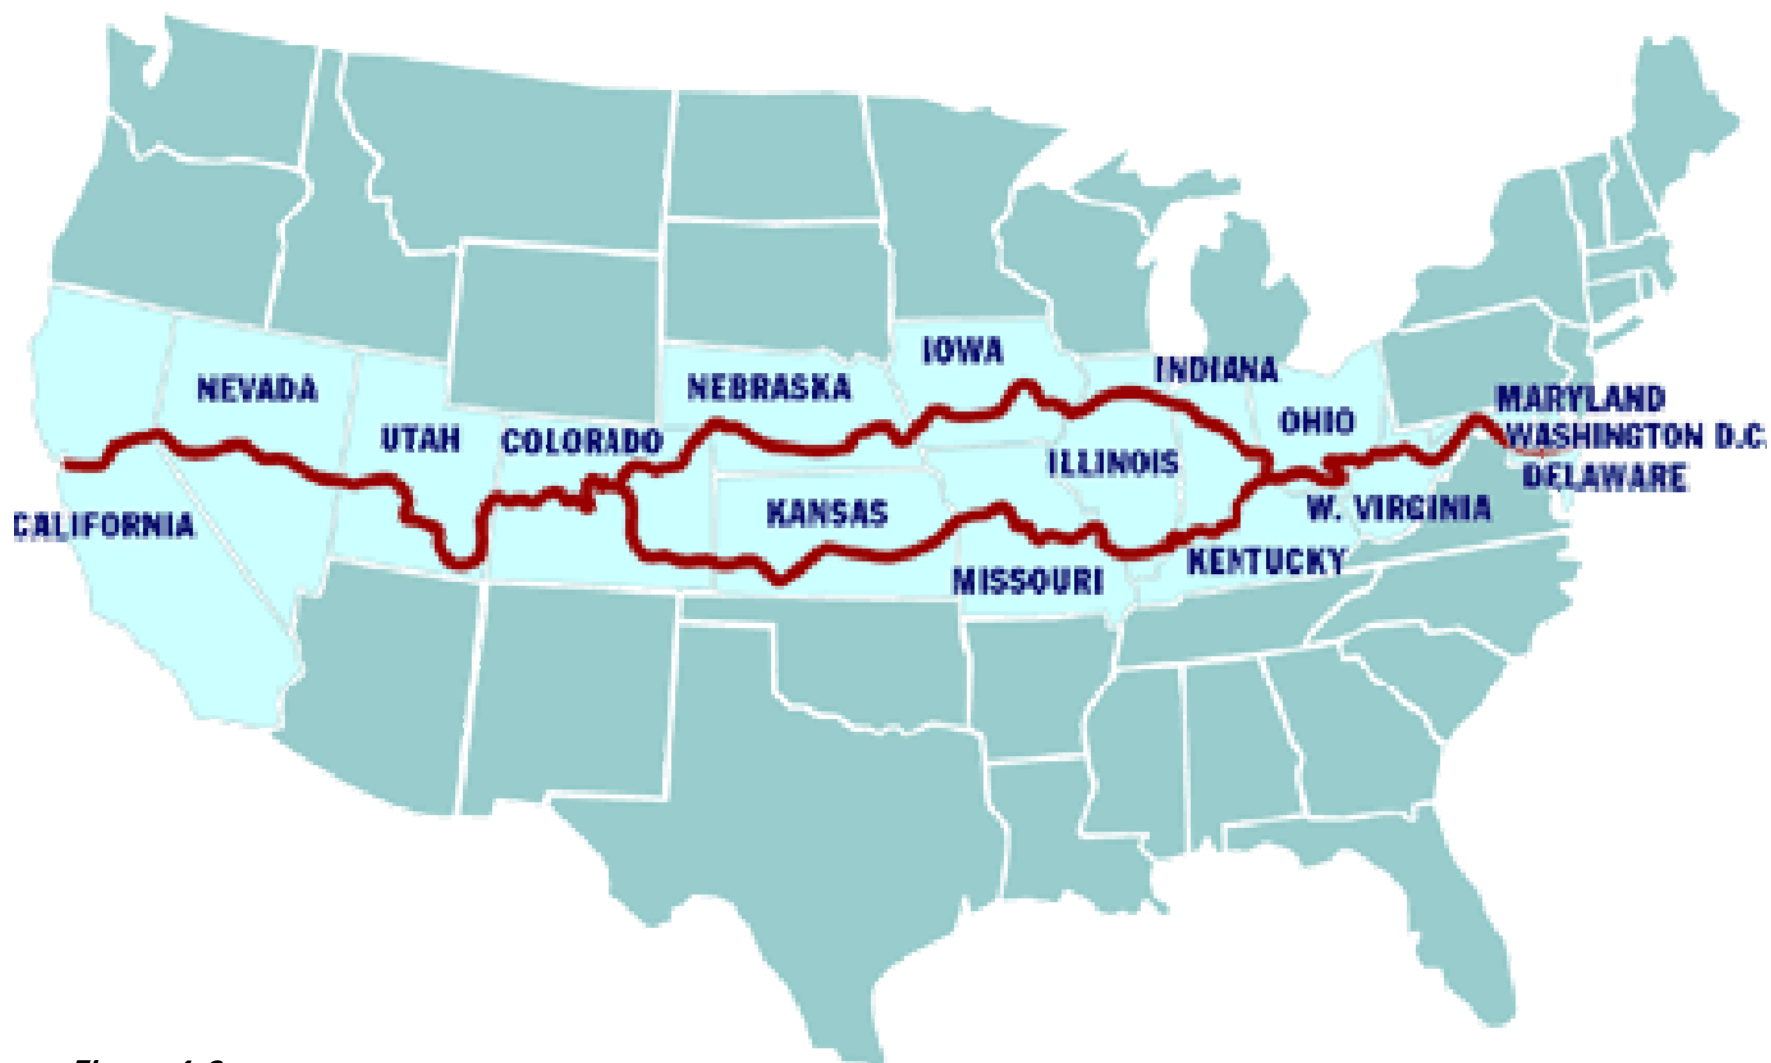 IOWA
INDIANA
NEVADA
NEBRASKA
MARYLAND
OHIO
UTAH
COLORADO
WASHINGTON D.C.
ILLINOIS
DELAWARE
KANSAS
W. VIRGINIA
CALIFORNIA
KENTUCKY
MISSOURI